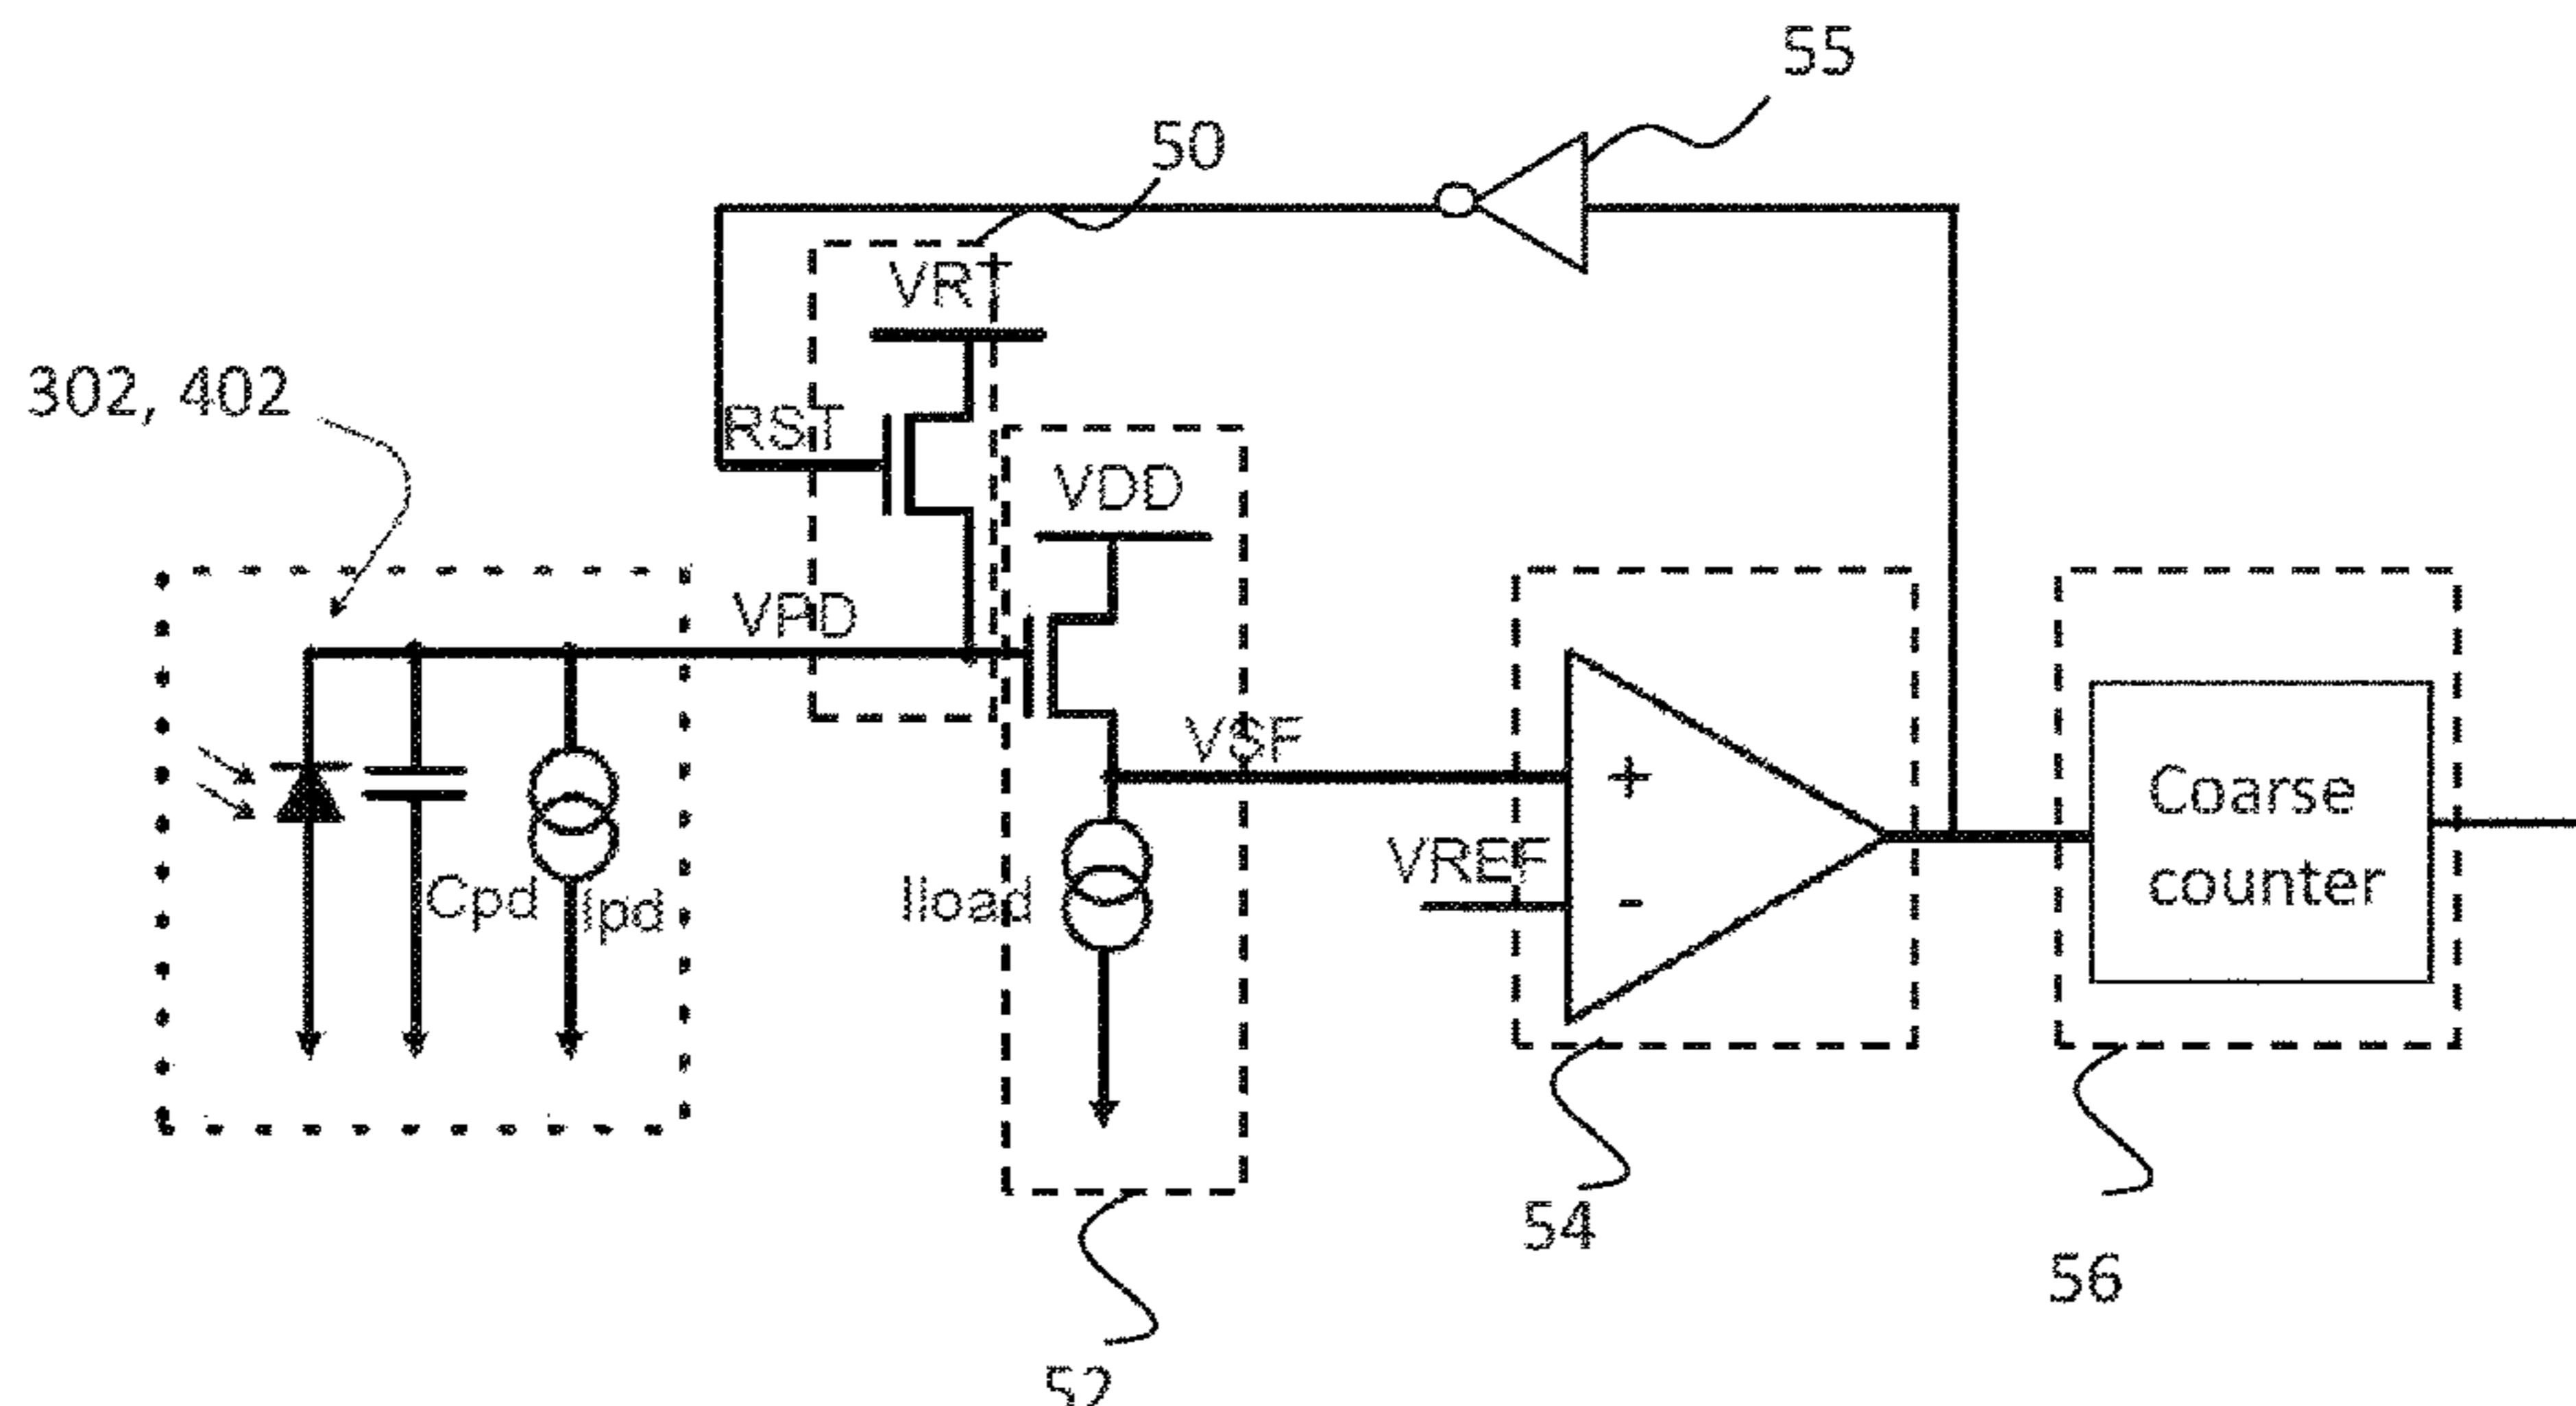 55
50
VRT
302, 402
RST
VDD
VPD
VSF
Coarse
counter
+
VREF
-
Cpd
Ipd
Iload
54
56
52